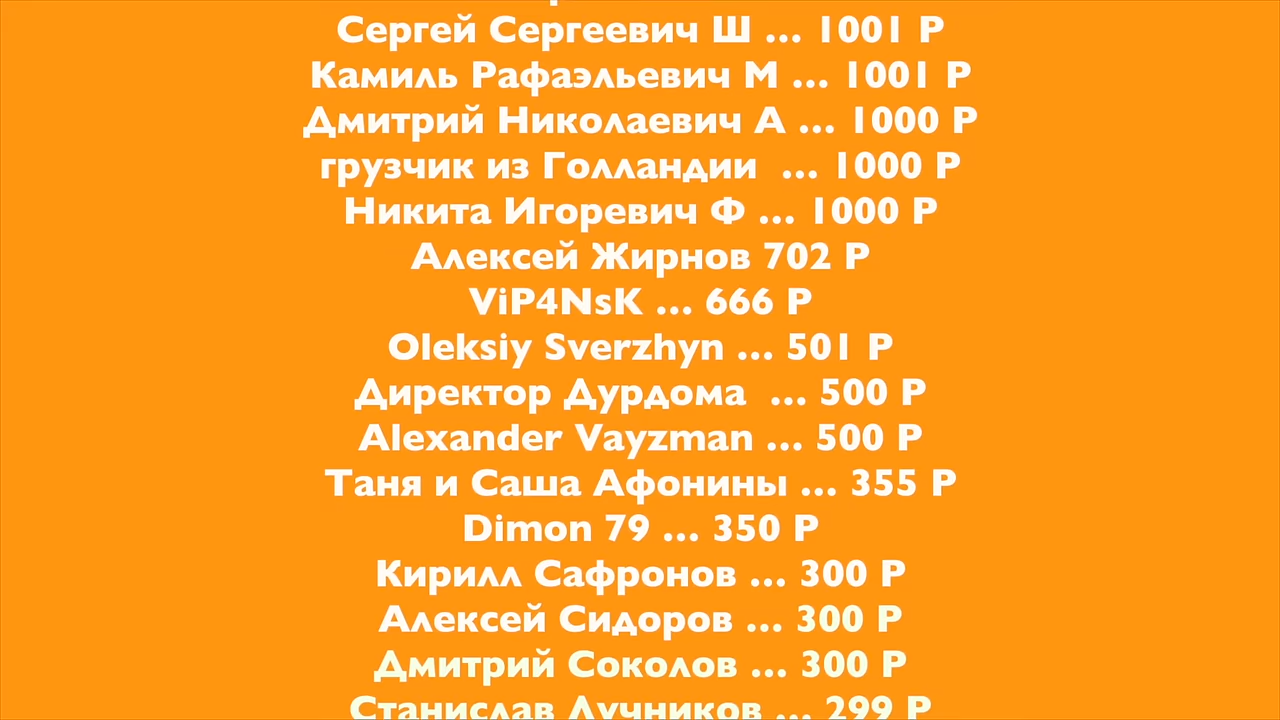 Сергей Сергеевич Ш ... 1001 Р
Камиль Рафаэльевич М ... 1001 Р
Дмитрий Николаевич А ... 1000 Р
грузчик из Голландии  ... 1000 Р
Никита Игоревич Ф ... 1000 Р
Алексей Жирнов 702 Р
ViP4NsK ... 666 Р
Oleksiy Sverzhyn ... 501 Р
Директор Дурдома  ... 500 Р
Alexander Vayzman ... 500 Р
Таня и Саша Афонины ... 355 Р
Dimon 79 ... 350 Р
Кирилл Сафронов ... 300 Р
Алексей Сидоров ... 300 Р
Дмитрий Соколов ... 300 Р
Станислав Лучников ... 299 Р